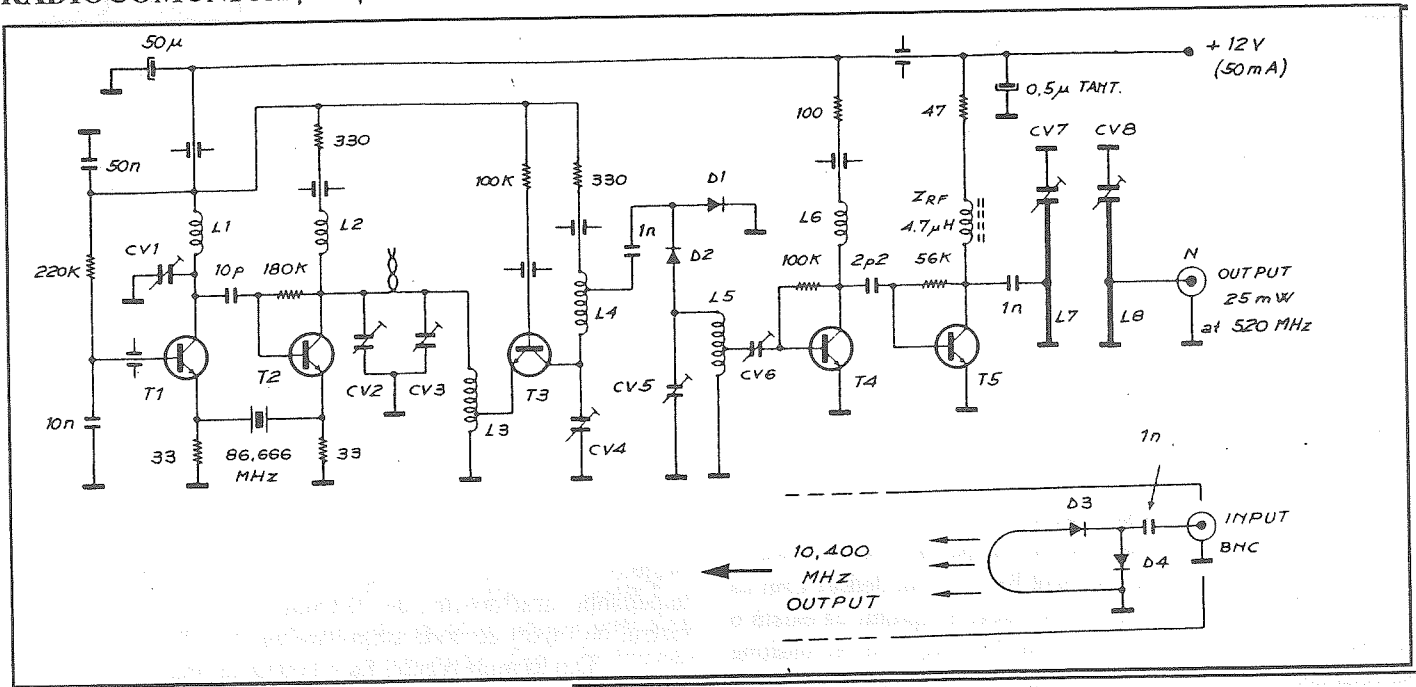 50µ
+ 12V
(50mA)
0,5µ TANT.
50n
330
100K
330
100
47
CV7
CV8
L1
L2
1n
D1
D2
L6
ZRF
4.7µH
CV1
220K
10p
180K
L4
L5
100K
2p2
56K
1n
L7
L8
N
OUTPUT
25 mW
at 520 MHz
T1
T2
CV2
CV3
T3
CV5
CV6
T4
T5
10n
33
86,666
MHz
33
L3
CV4
1n
D3
INPUT
BNC
D4
10,400
MHz
OUTPUT